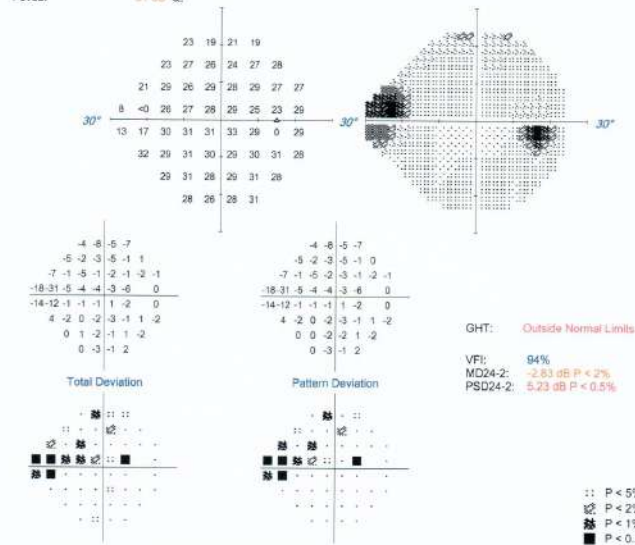 23 19 21 19
23 27 26 24 27 28
21 29 26 29 28 29 27 27
8 <0 26 27 28 29 25 23 29
30° 30° 30°
13 17 30 31 31 33 29 0 29
32 29 31 30 29 30 31 28
29 31 28 29 31 28
28 26 28 31
-4 -8 -5 -7
-5 -2 -3 -5 -1 1
-7 -1 -5 -1 -2 -1 -2 -1
-18 -31 -5 -4 -4 -3 -6 0
-14 -12 -1 -1 -1 1 -2 0
4 -2 0 -2 -3 -1 1 -2
0 1 -2 -1 -1 -2
0 -3 -1 2
Total Deviation
-4 -8 -5 -7
-5 -2 -3 -5 -1 0
-7 -1 -5 -1 -2 -1 -2 -1
-18 -31 -5 -4 -4 -3 -6 0
-14 -12 -1 -1 -1 1 -2 0
4 -2 0 0 -2 -3 -1 1 -2
0 1 -2 -1 -1 -2
0 -3 -1 2
Pattern Deviation
GHT: Outside Normal Limits
VFI: 94%
MD24-2: -2.83 dB P < 2%
PSD24-2: 5.23 dB P < 0.5%
P < 5%
P < 2%
P < 1%
P < 0.